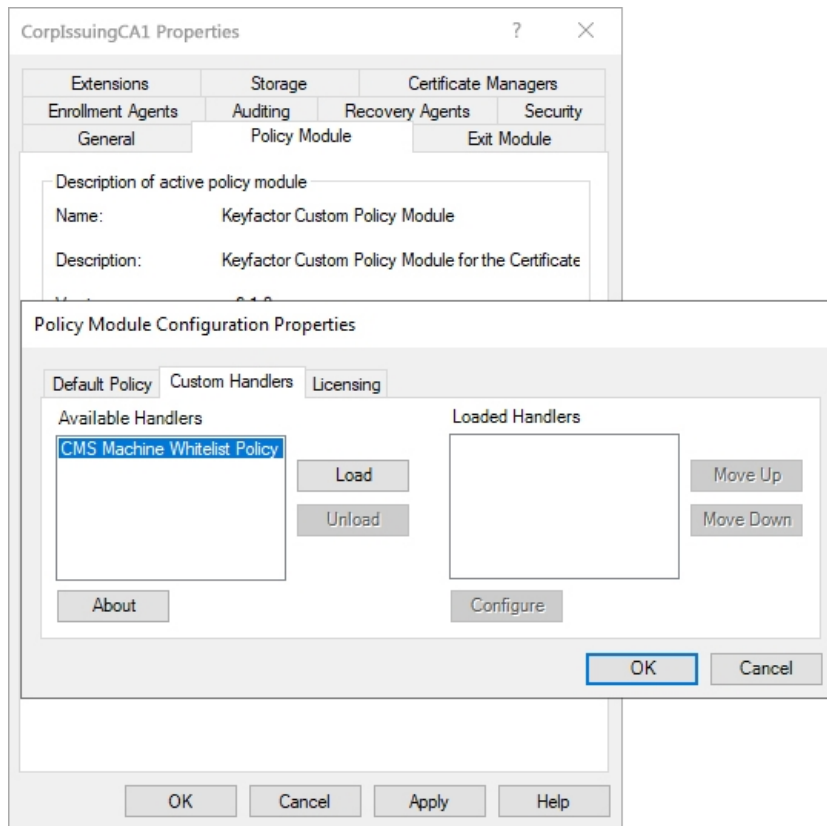 CorpIssuingCA1 Properties
?
Extensions Storage Certificate Managers
Enrollment Agents Auditing Recovery Agents Security
General Policy Module Exit Module
Description of active policy module
Name: Keyfactor Custom Policy Module
Description: Keyfactor Custom Policy Module for the Certificate
Policy Module Configuration Properties
Default Policy Custom Handlers Licensing
Available Handlers Loaded Handlers
CMS Machine Whitelist Policy
Load Move Up
Unload Move Down
About Configure
OK Cancel
OK Cancel Apply Help